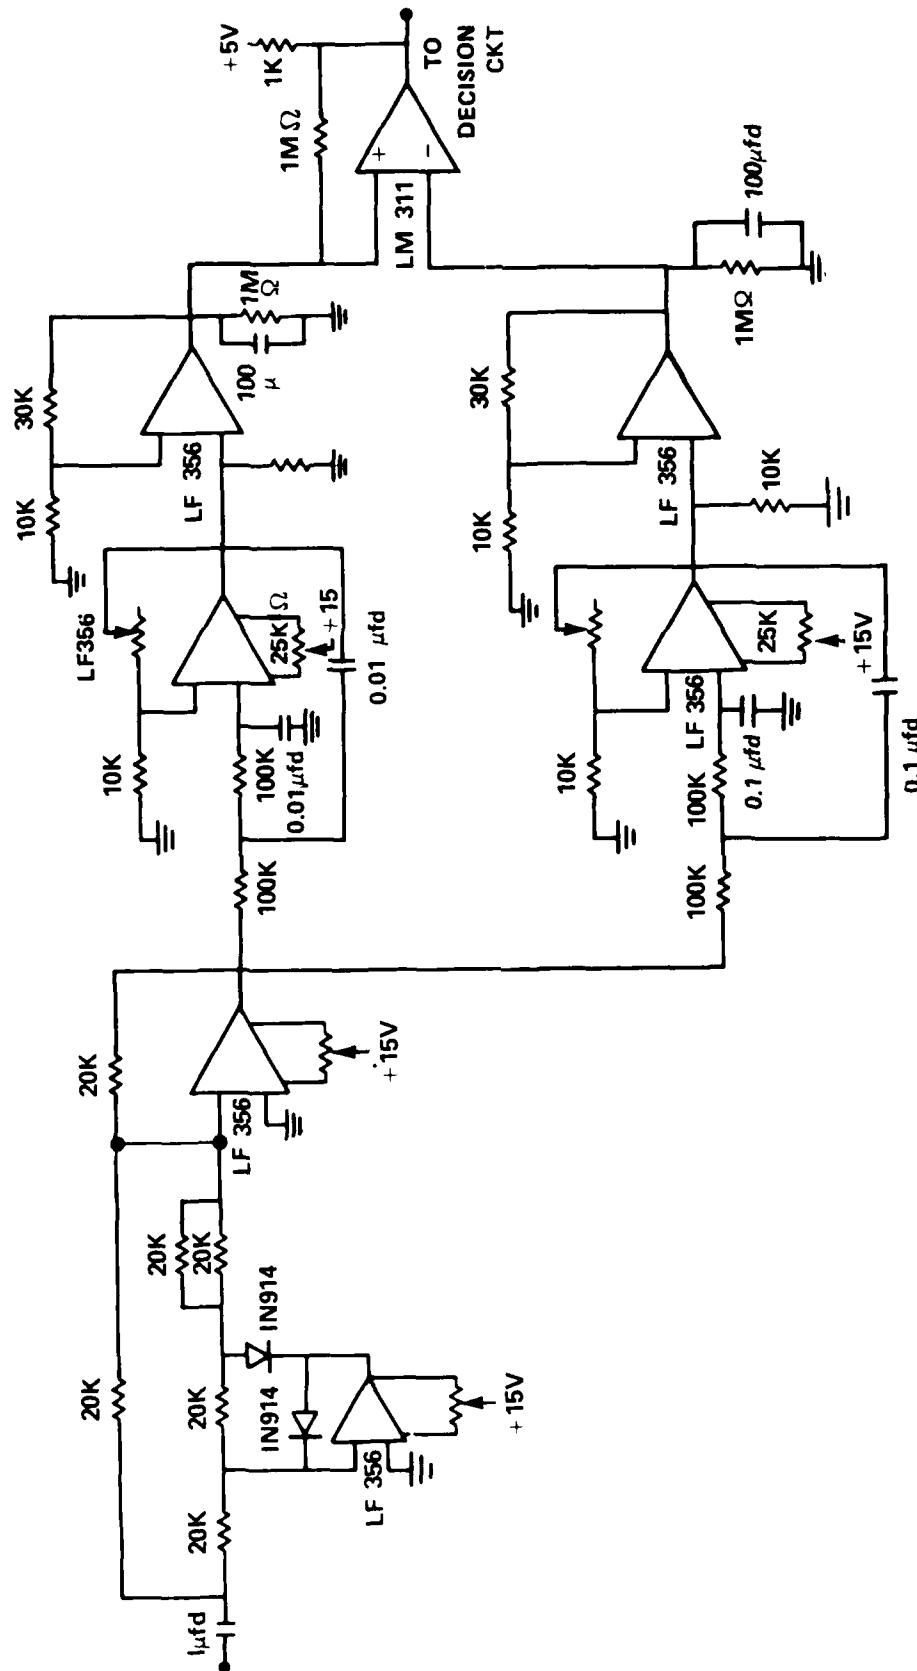 1µfd
20K
20K
20K
IN914
IN914
LF 356
+15V
20K
20K
20K
LF 356
+15V
100K
100K
0.01µfd
10K
LF356
25KΩ
+15
0.01 µfd
10K
30K
LF 356
100
µ
1M
Ω
100K
100K
0.1 µfd
10K
LF 356
25K
+15V
0.1 µfd
10K
30K
LF 356
10K
1MΩ
100µfd
LM 311
+
−
1MΩ
1K
+5V
TO
DECISION
CKT